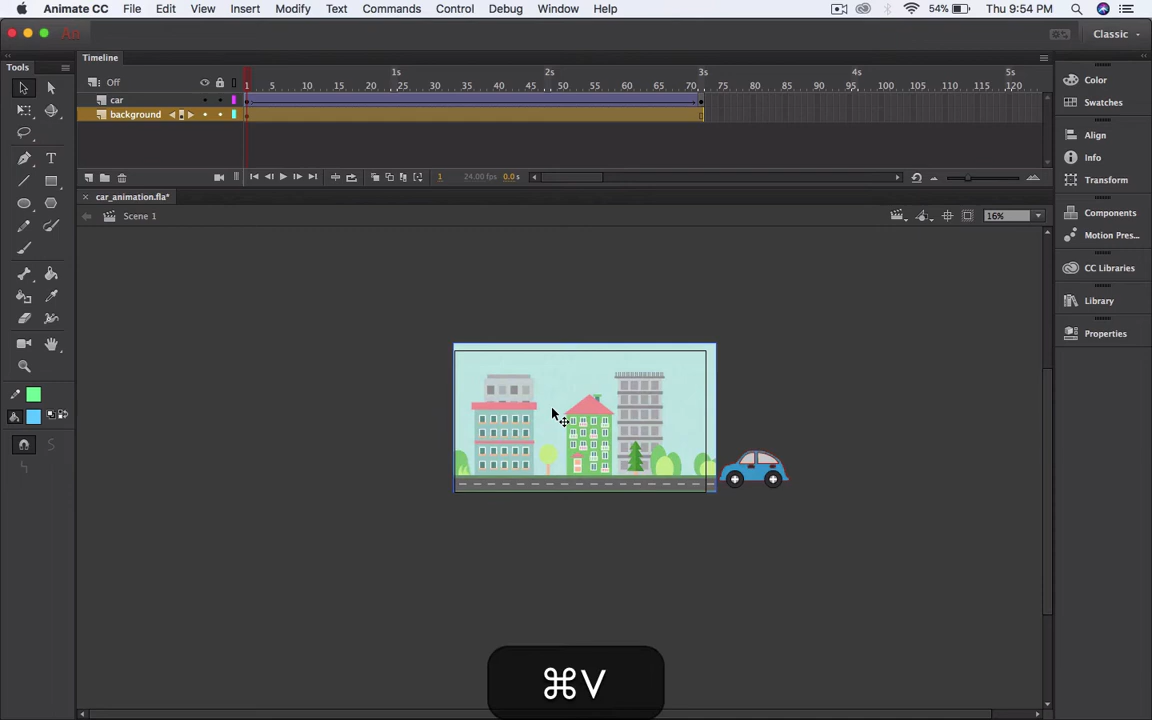 Animate CC File Edit View Insert Modify Text Commands Control Debug Window Help 54% Thu 9:54 PM
An Classic
Timeline
Tools
Off 1s 2s 3s 4s 5s
1 5 10 15 20 25 30 35 40 45 50 55 60 65 70 75 80 85 90 95 100 105 110 115 120
car
background
1 24.00 fps 0.0 s
car_animation.fla*
Scene 1 16%
Color
Swatches
Align
Info
Transform
Components
Motion Pres...
CC Libraries
Library
Properties
⌘V